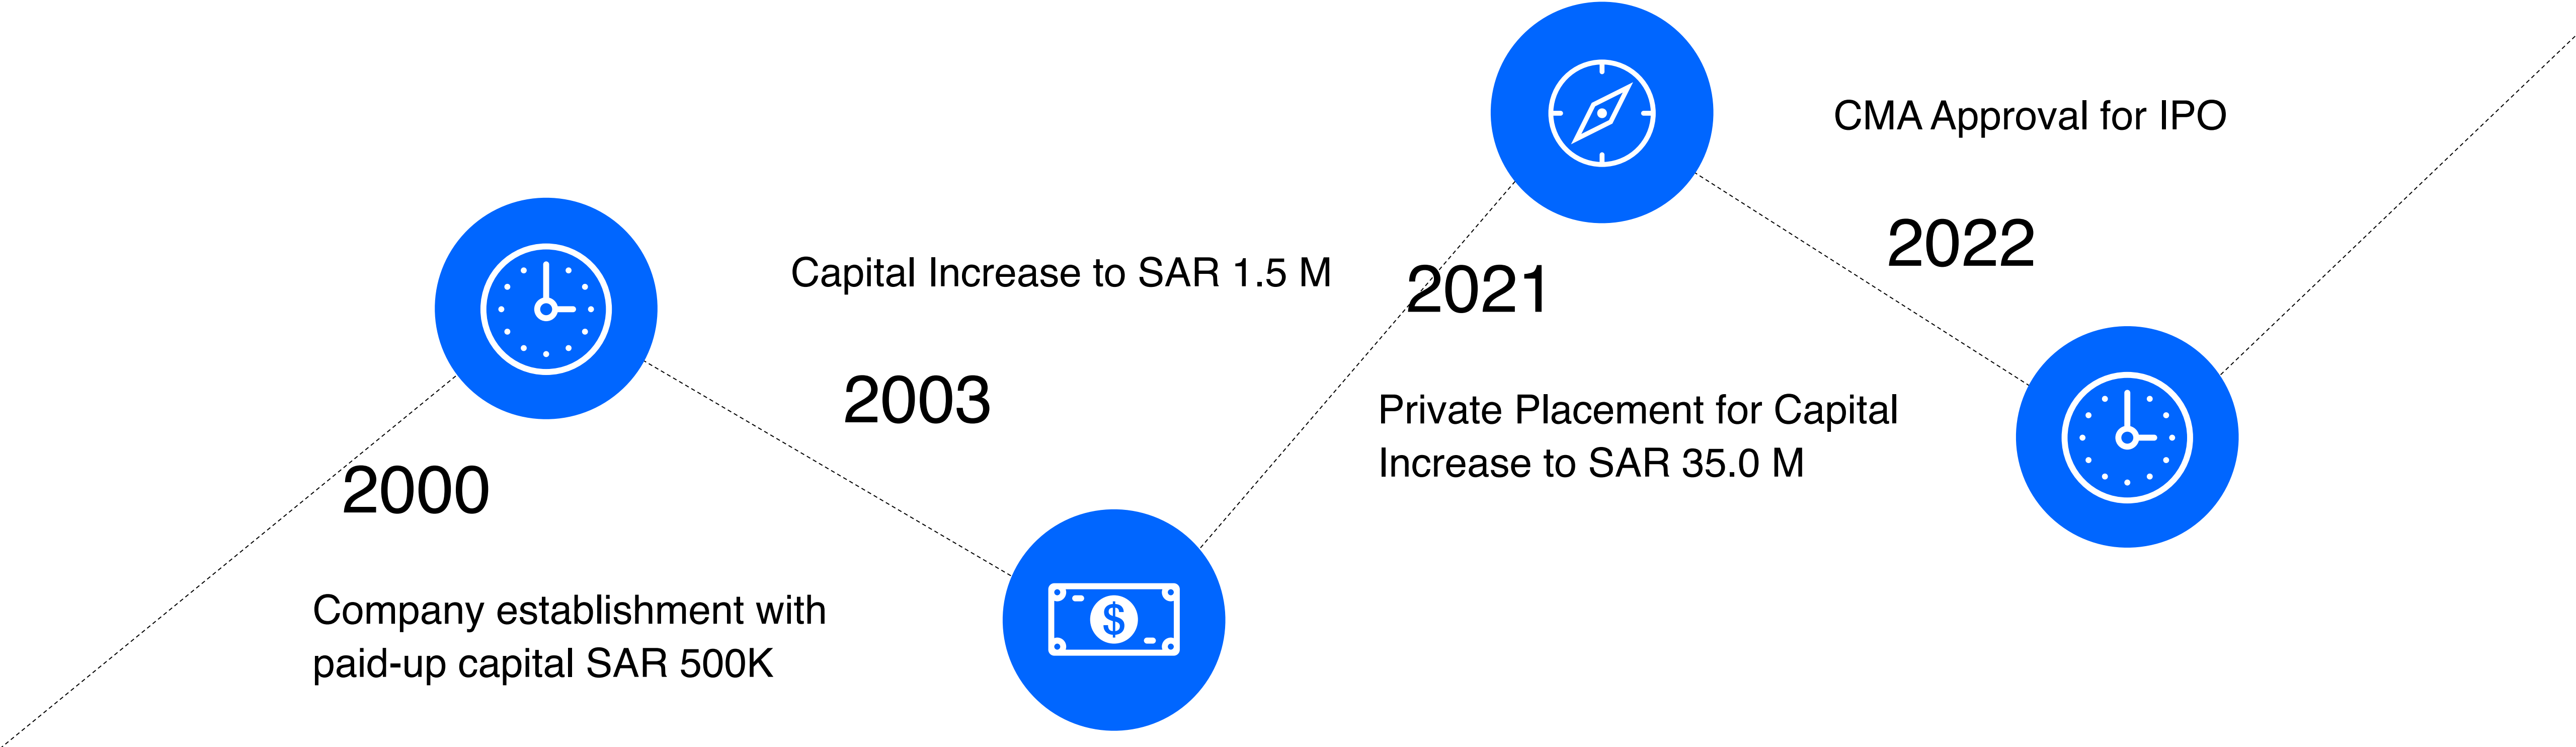 2000
Company establishment with
paid-up capital SAR 500K
Capital Increase to SAR 1.5 M
2003
$
2021
Private Placement for Capital
Increase to SAR 35.0 M
CMA Approval for IPO
2022